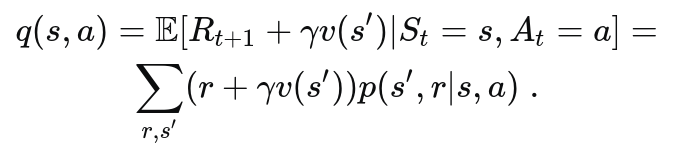 q(s, a) = 𝔼[R_{t+1} + γv(s′)|S_t = s, A_t = a] =
∑_{r,s′} (r + γv(s′))p(s′, r|s, a) .